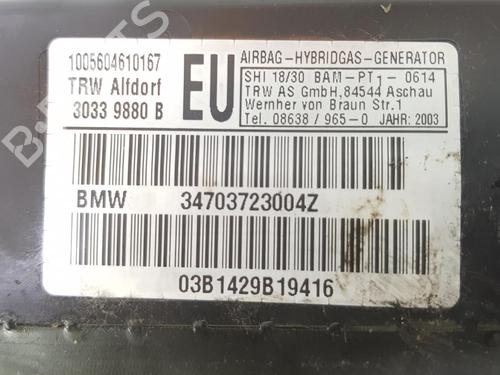 1005604610167
TRW Alfdorf
3033 9880 B
EU
AIRBAG-HYBRIDGAS-GENERATOR
SHI 18/30 BAM-PT1-0614
TRW AS GmbH,84544 Aschau
Wernher von Braun Str.1
Tel. 08638/965-0 JAHR:2003
BMW 34703723004Z
03B1429B19416